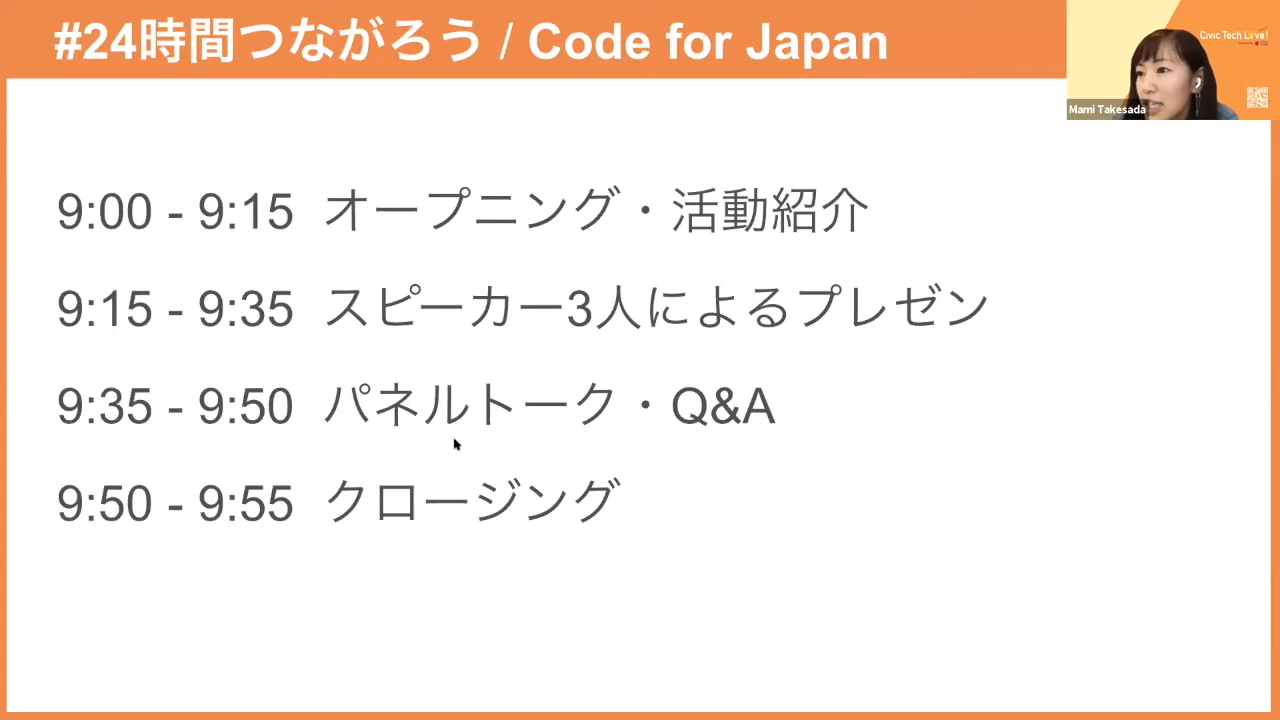 #24時間つながろう / Code for Japan
Civic Tech Live!
Mami Takesada
9:00 - 9:15 オープニング・活動紹介
9:15 - 9:35 スピーカー3人によるプレゼン
9:35 - 9:50 パネルトーク・Q&A
9:50 - 9:55 クロージング